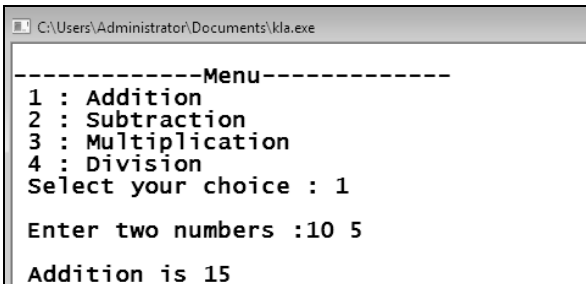 C:\Users\Administrator\Documents\kla.exe
-------------Menu-------------
1 : Addition
2 : Subtraction
3 : Multiplication
4 : Division
Select your choice : 1
Enter two numbers :10 5
Addition is 15